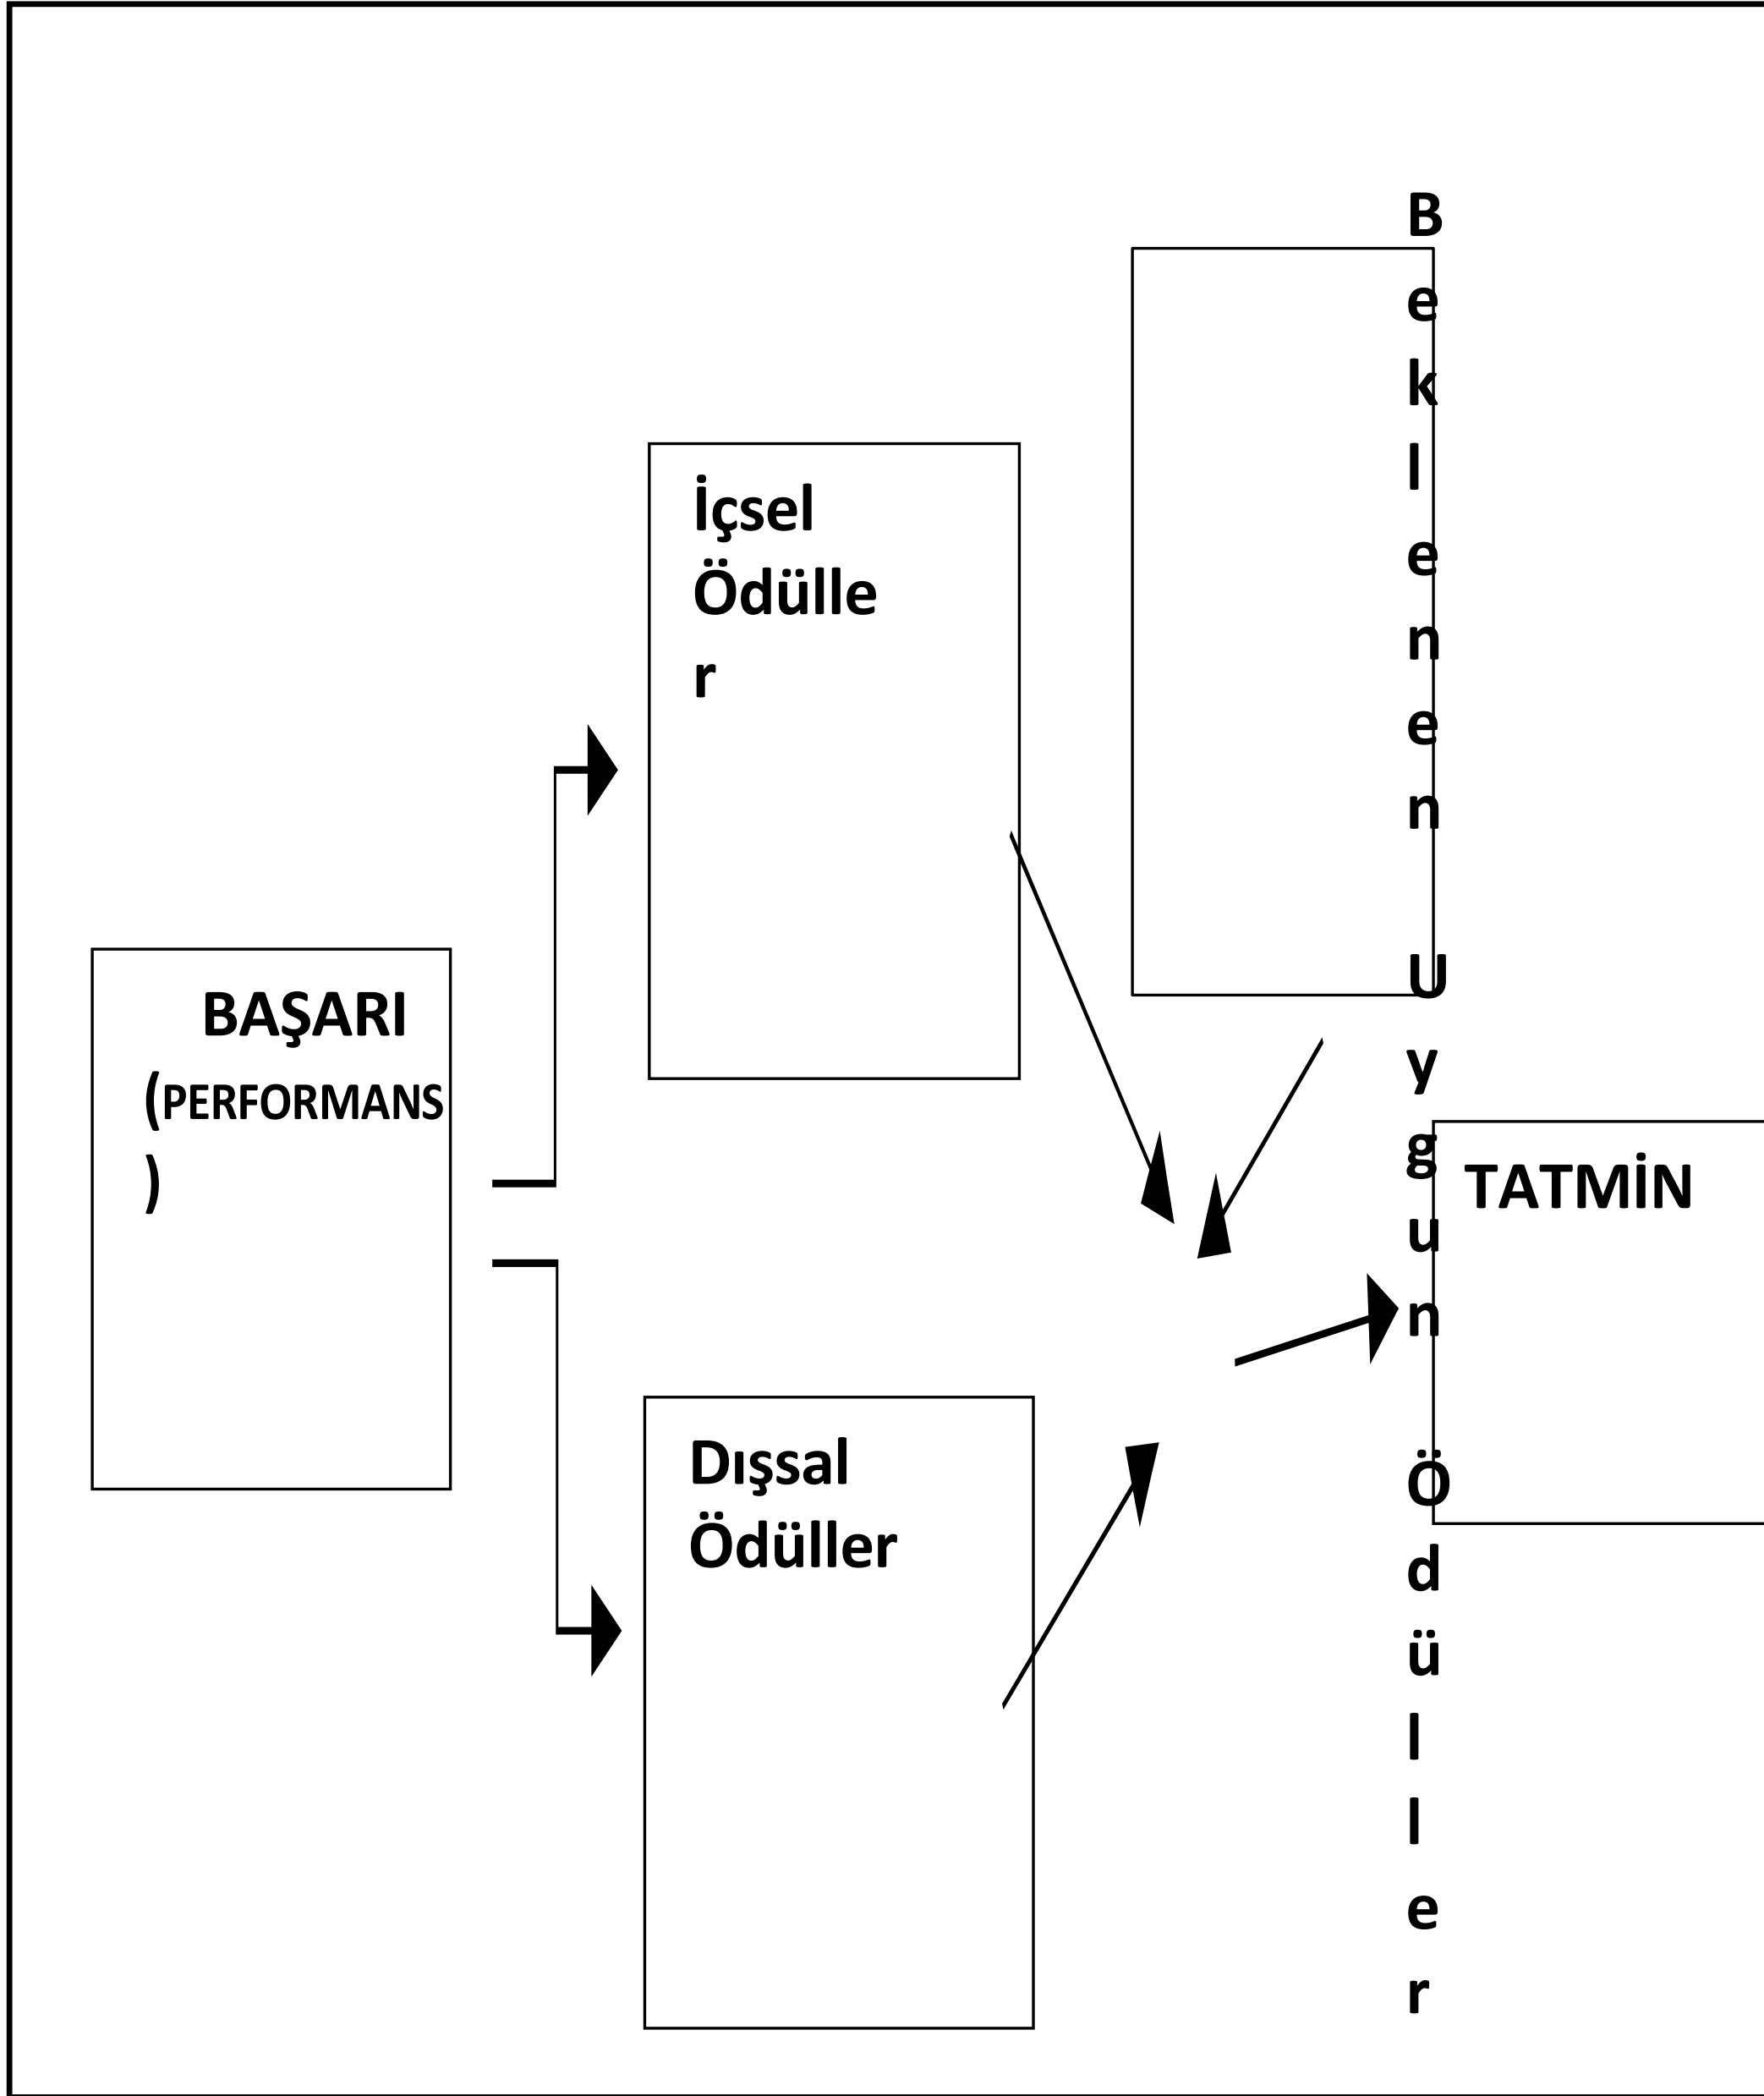 BAŞARI
(PERFORMANS
)
İçsel
Ödülle
r
Dışsal
Ödüller
B
e
k
l
e
n
e
n
U
y
g
u
n
Ö
d
ü
l
l
e
r
TATMİN